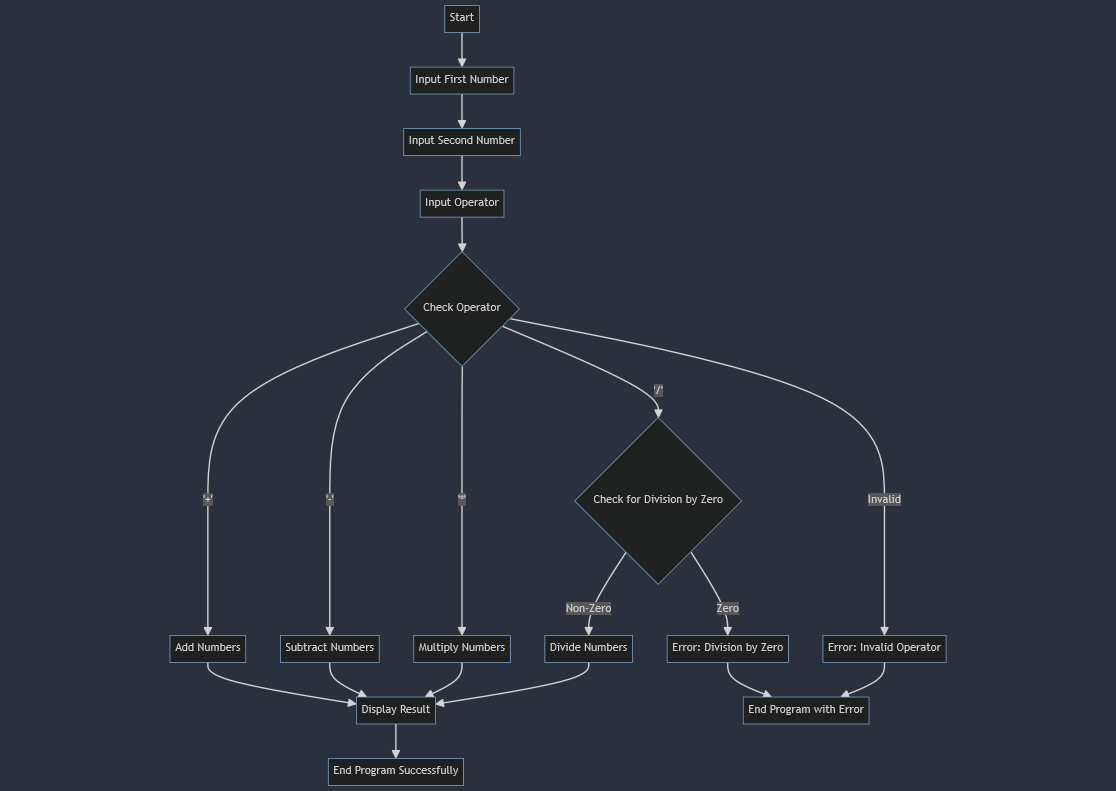 Start
Input First Number
Input Second Number
Input Operator
Check Operator
'/'
'+'
'-'
'*'
Check for Division by Zero
Invalid
Non-Zero
Zero
Add Numbers
Subtract Numbers
Multiply Numbers
Divide Numbers
Error: Division by Zero
Error: Invalid Operator
Display Result
End Program with Error
End Program Successfully